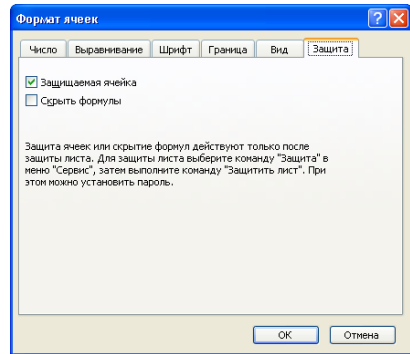 Формат ячеек
Число Выравнивание Шрифт Граница Вид Защита
Защищаемая ячейка
Скрыть формулы
Защита ячеек или скрытие формул действуют только после
защиты листа. Для защиты листа выберите команду "Защита" в
меню "Сервис", затем выполните команду "Защитить лист". При
этом можно установить пароль.
ОК Отмена